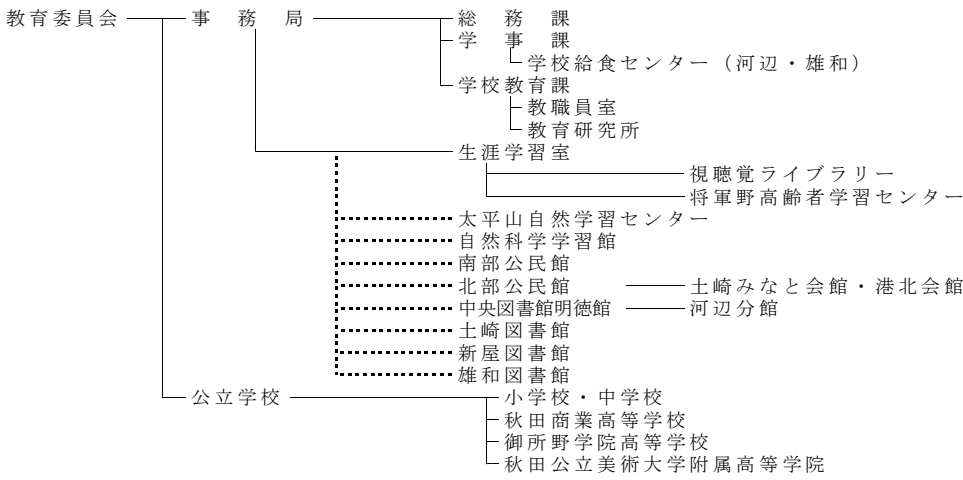 教育委員会 事務局 総務課
学事課
学校給食センター（河辺・雄和）
学校教育課
教職員室
教育研究所
生涯学習室
視聴覚ライブラリー
将軍野高齢者学習センター
太平山自然学習センター
自然科学学習館
南部公民館
北部公民館 土崎みなと会館・港北会館
中央図書館明徳館 河辺分館
土崎図書館
新屋図書館
雄和図書館
公立学校 小学校・中学校
秋田商業高等学校
御所野学院高等学校
秋田公立美術大学附属高等学院